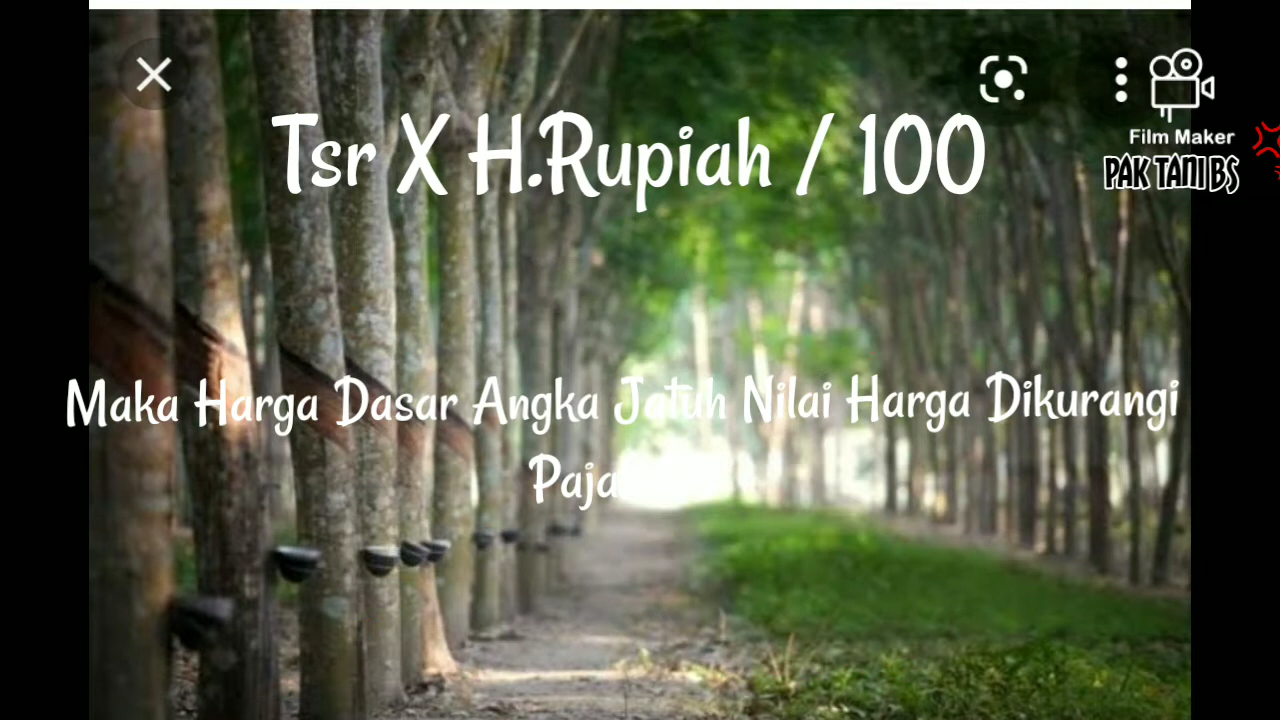 Tsr X H.Rupiah / 100
Film Maker
PAK TANI BS
Maka Harga Dasar Angka Jatuh Nilai Harga Dikurangi